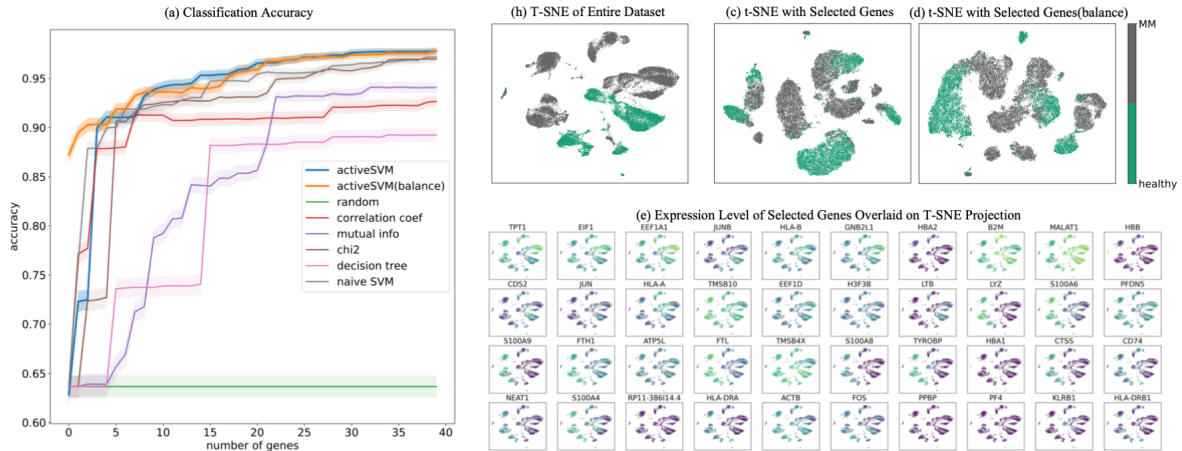 (a) Classification Accuracy
accuracy
0.95
0.90
0.85
0.80
0.75
0.70
0.65
0.60
0 5 10 15 20 25 30 35 40
number of genes
activeSVM
activeSVM(balance)
random
correlation coef
mutual info
chi2
decision tree
naive SVM
(h) T-SNE of Entire Dataset
(c) t-SNE with Selected Genes
(d) t-SNE with Selected Genes(balance)
MM
healthy
(e) Expression Level of Selected Genes Overlaid on T-SNE Projection
TPT1 EIF1 EEF1A1 JUNB HLA-B GNB2L1 HBA2 B2M MALAT1 HBB
CD52 JUN HLA-A TMSB10 EEF1D H3F3B LTB LYZ S100A6 PFDN5
S100A9 FTH1 ATP5L FTL TMSB4X S100A8 TYROBP HBA1 CTSS CD74
NEAT1 S100A4 RP11-386I14.4 HLA-DRA ACTB FOS PPBP PF4 KLRB1 HLA-DRB1